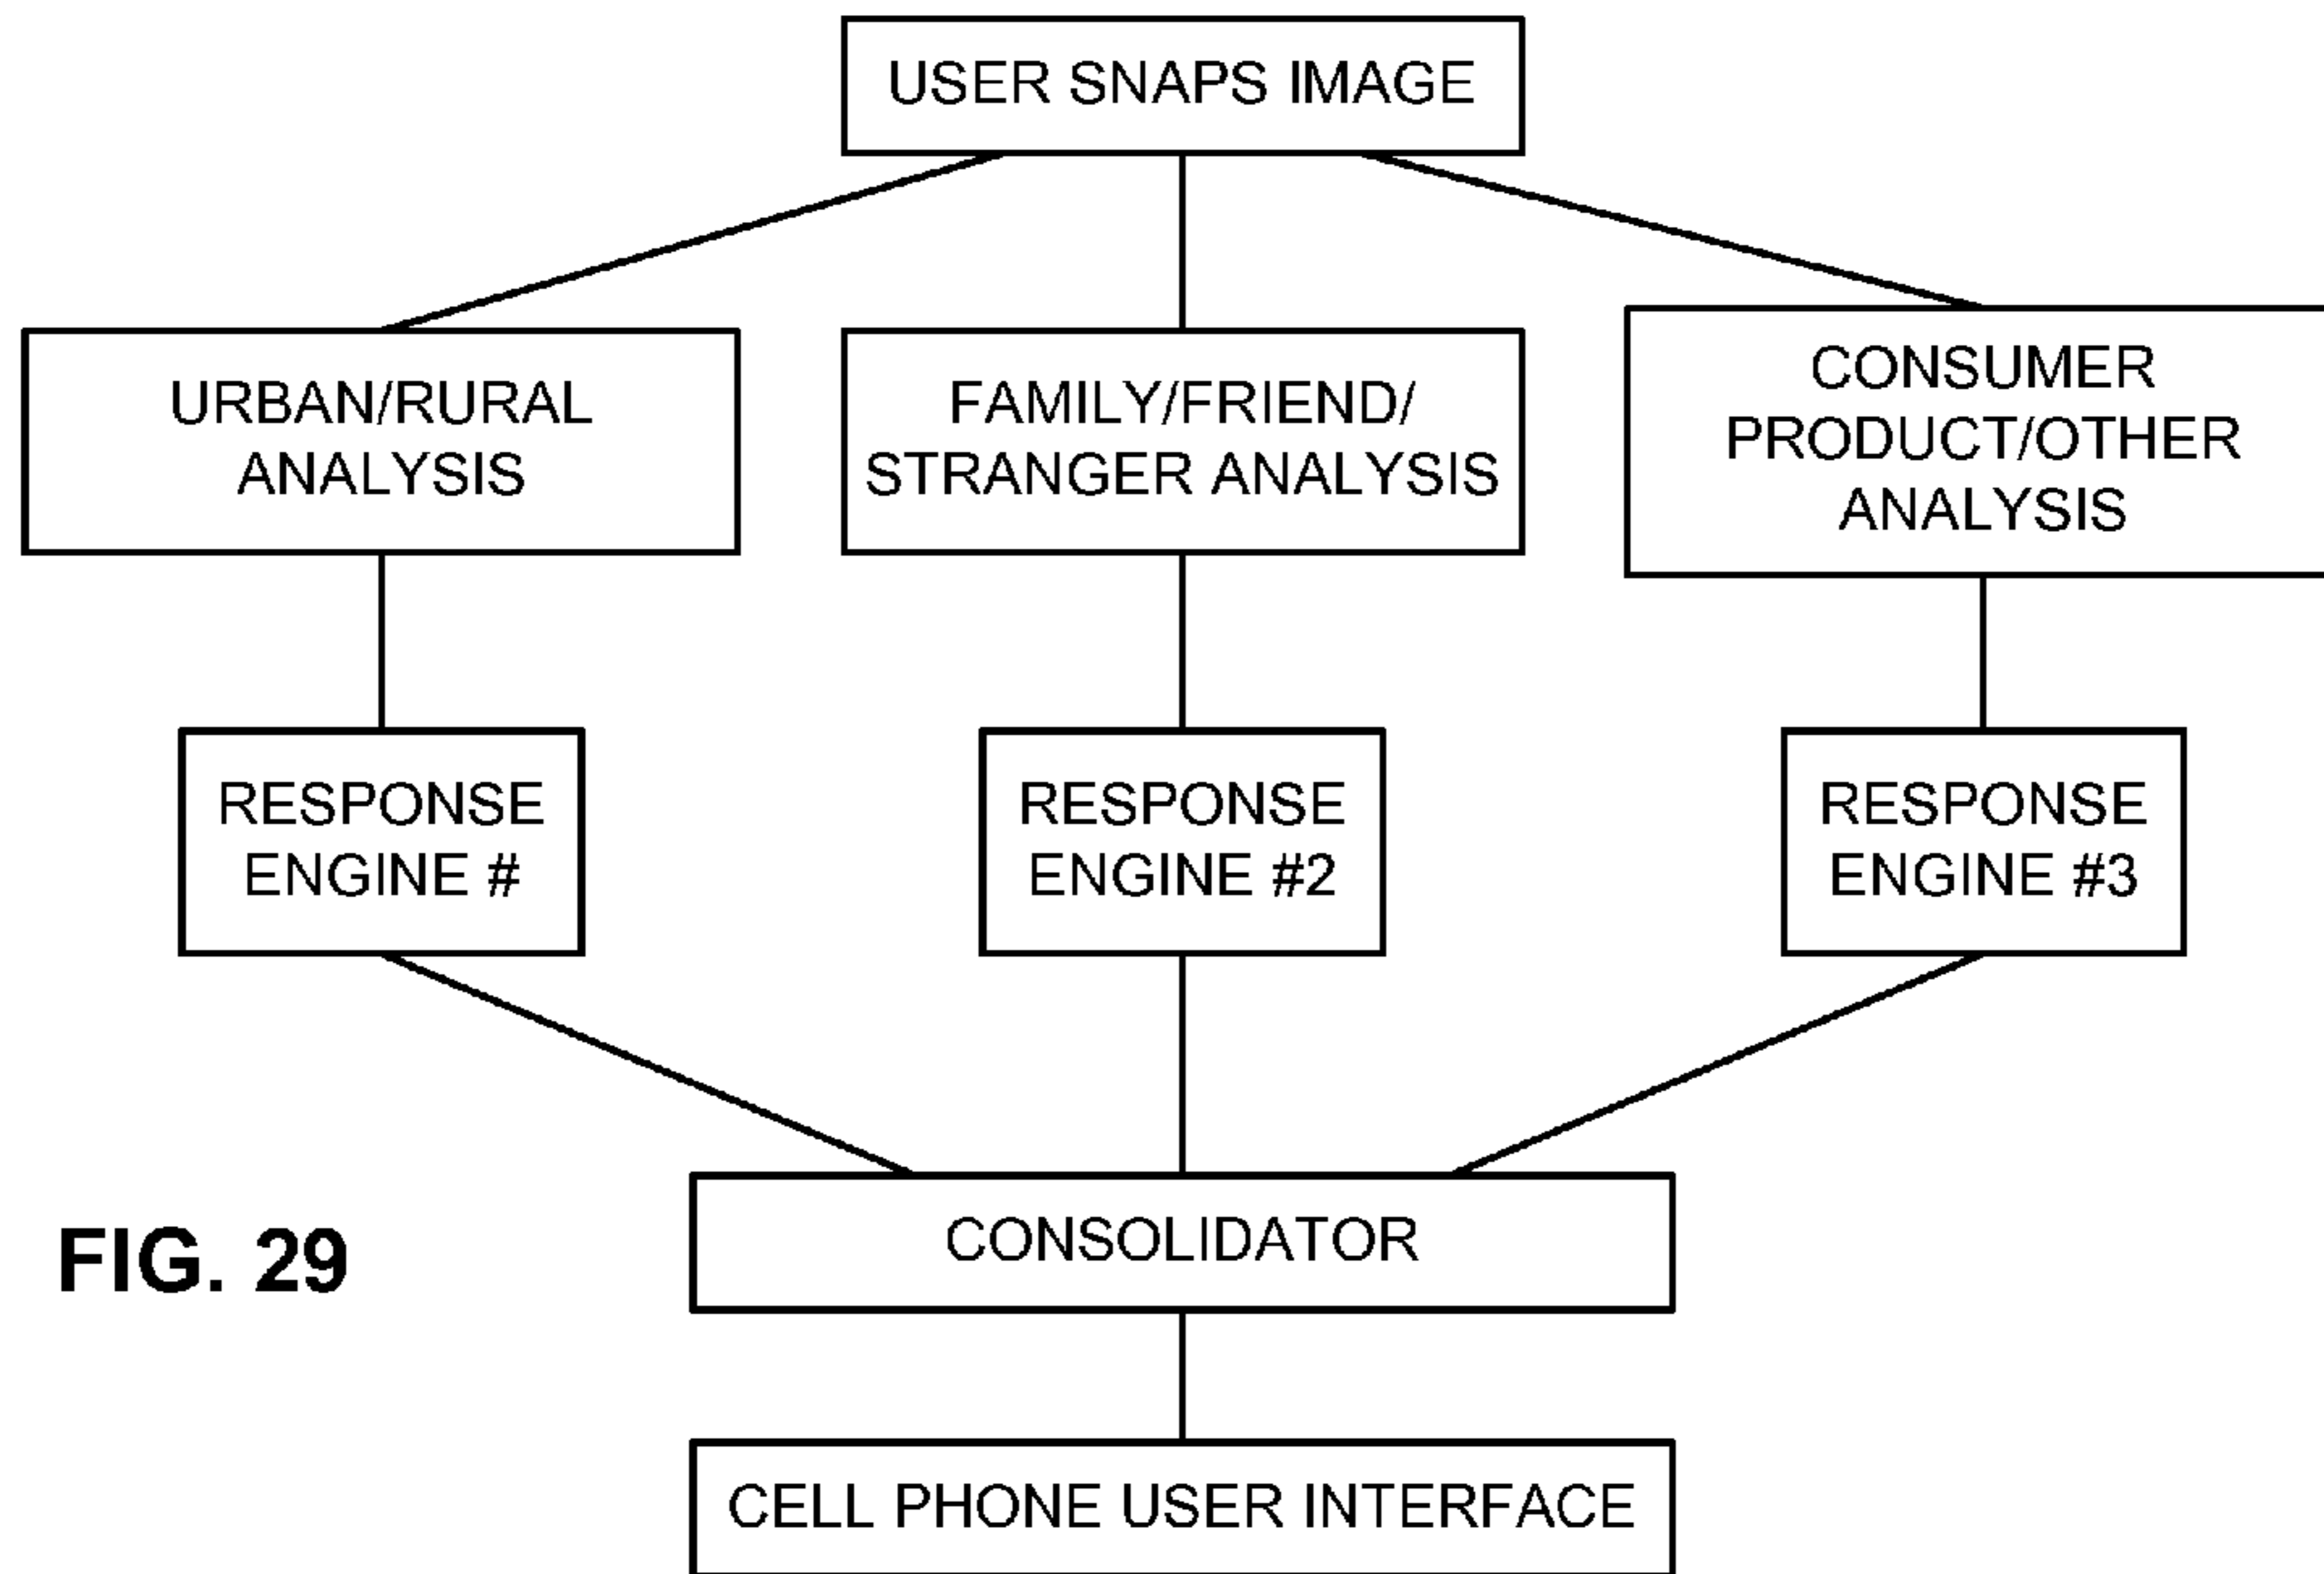 USER SNAPS IMAGE
URBAN/RURAL
ANALYSIS
FAMILY/FRIEND/
STRANGER ANALYSIS
CONSUMER
PRODUCT/OTHER
ANALYSIS
RESPONSE
ENGINE #
RESPONSE
ENGINE #2
RESPONSE
ENGINE #3
CONSOLIDATOR
FIG. 29
CELL PHONE USER INTERFACE